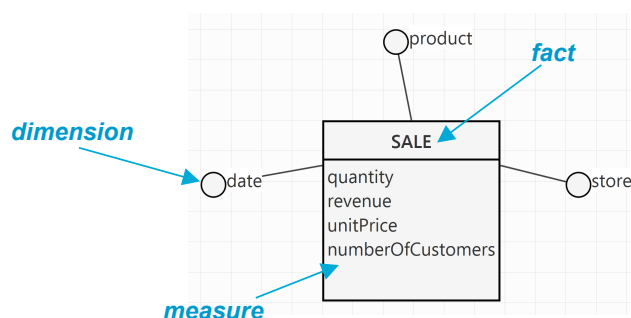 product
fact
dimension
SALE
date
store
quantity
revenue
unitPrice
numberOfCustomers
measure